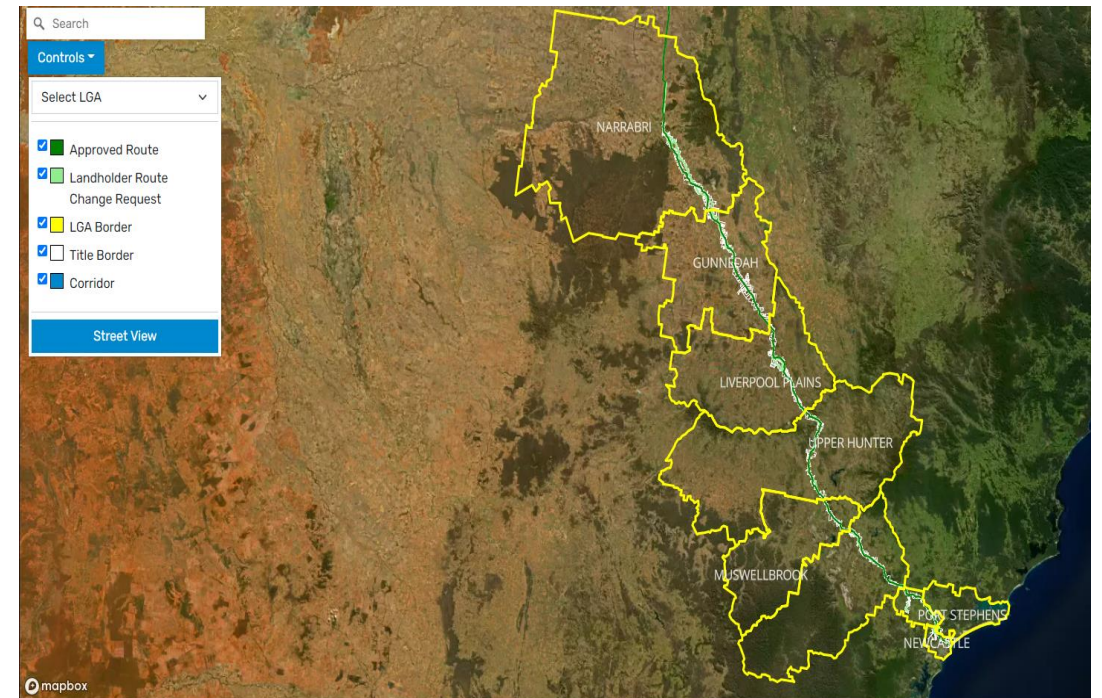 Search
Controls
Select LGA
Approved Route
Landholder Route
Change Request
LGA Border
Title Border
Corridor
Street View
NARRABRI
GUNNEDAH
LIVERPOOL PLAINS
UPPER HUNTER
MUSWELLBROOK
PORT STEPHENS
NEWCASTLE
mapbox